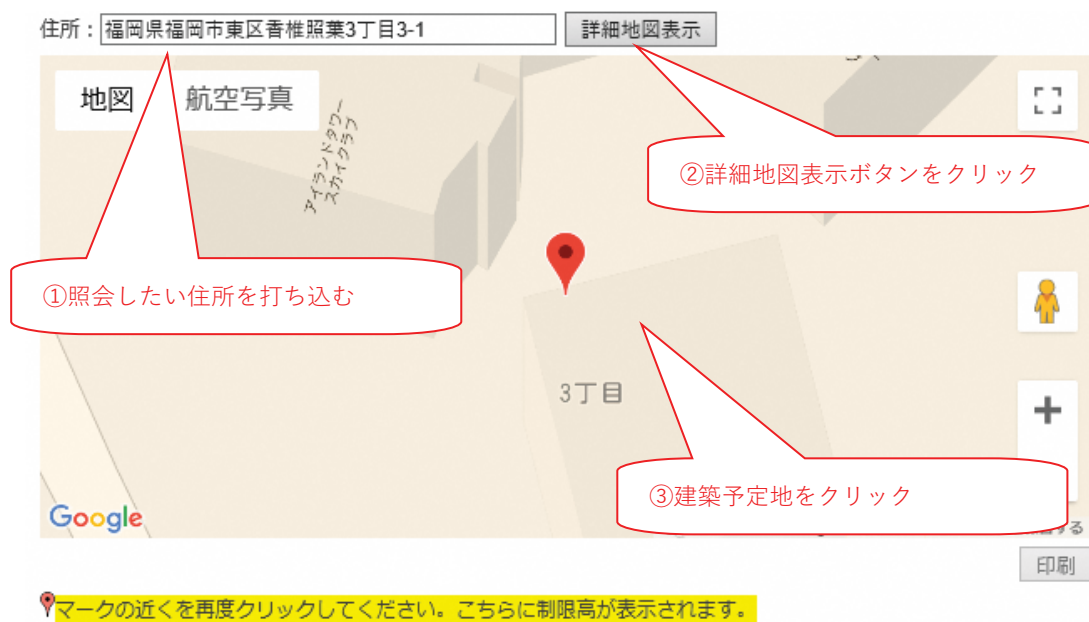 住所：福岡県福岡市東区香椎照葉3丁目3-1 詳細地図表示
地図 航空写真
アイランドタワー
スカイクラブ
②詳細地図表示ボタンをクリック
①照会したい住所を打ち込む
3丁目
③建築予定地をクリック
Google
する
印刷
マークの近くを再度クリックしてください。こちらに制限高が表示されます。